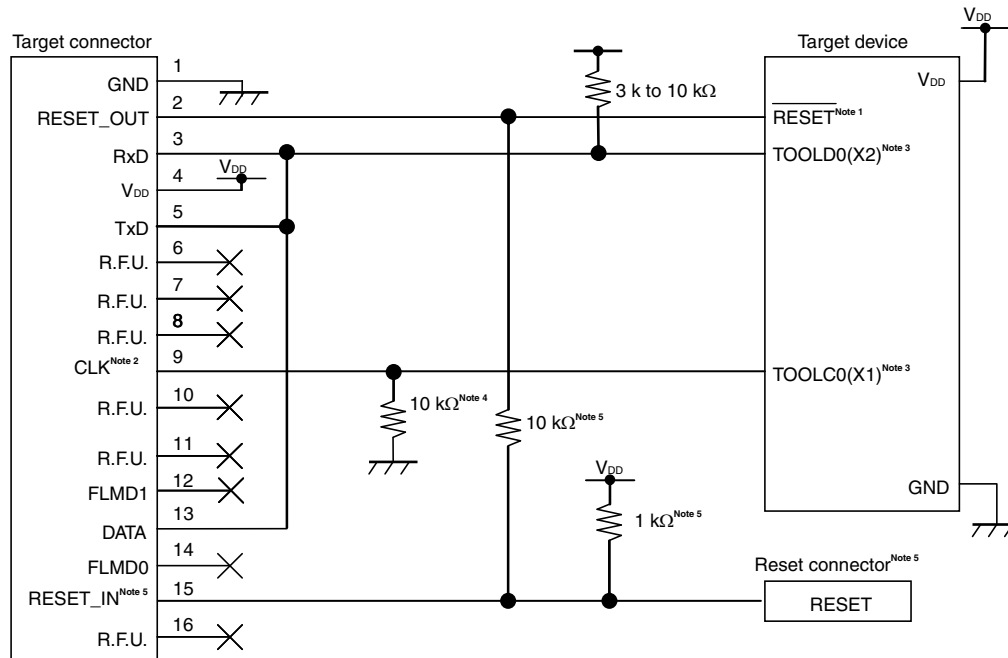 Target connector
1
GND
2
RESET_OUT
3
RxD
4
VDD
VDD
5
TxD
6
R.F.U.
7
R.F.U.
8
R.F.U.
9
CLK Note 2
10
R.F.U.
11
R.F.U.
12
FLMD1
13
DATA
14
FLMD0
15
RESET_IN Note 5
16
R.F.U.
3 k to 10 kΩ
10 kΩ Note 4
10 kΩ Note 5
VDD
1 kΩ Note 5
VDD
Target device
VDD
RESET Note 1
TOOLD0(X2) Note 3
TOOLC0(X1) Note 3
GND
Reset connector Note 5
RESET